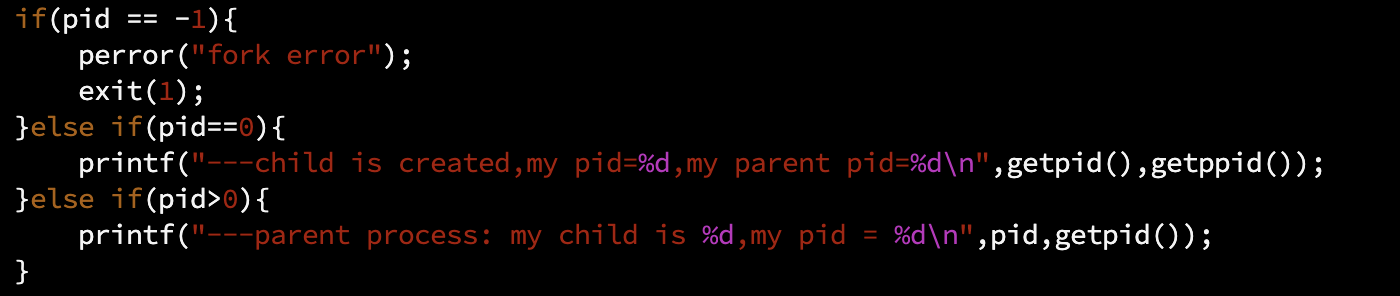 if(pid == -1){
    perror("fork error");
    exit(1);
}else if(pid==0){
    printf("---child is created,my pid=%d,my parent pid=%d\n",getpid(),getppid());
}else if(pid>0){
    printf("---parent process: my child is %d,my pid = %d\n",pid,getpid());
}